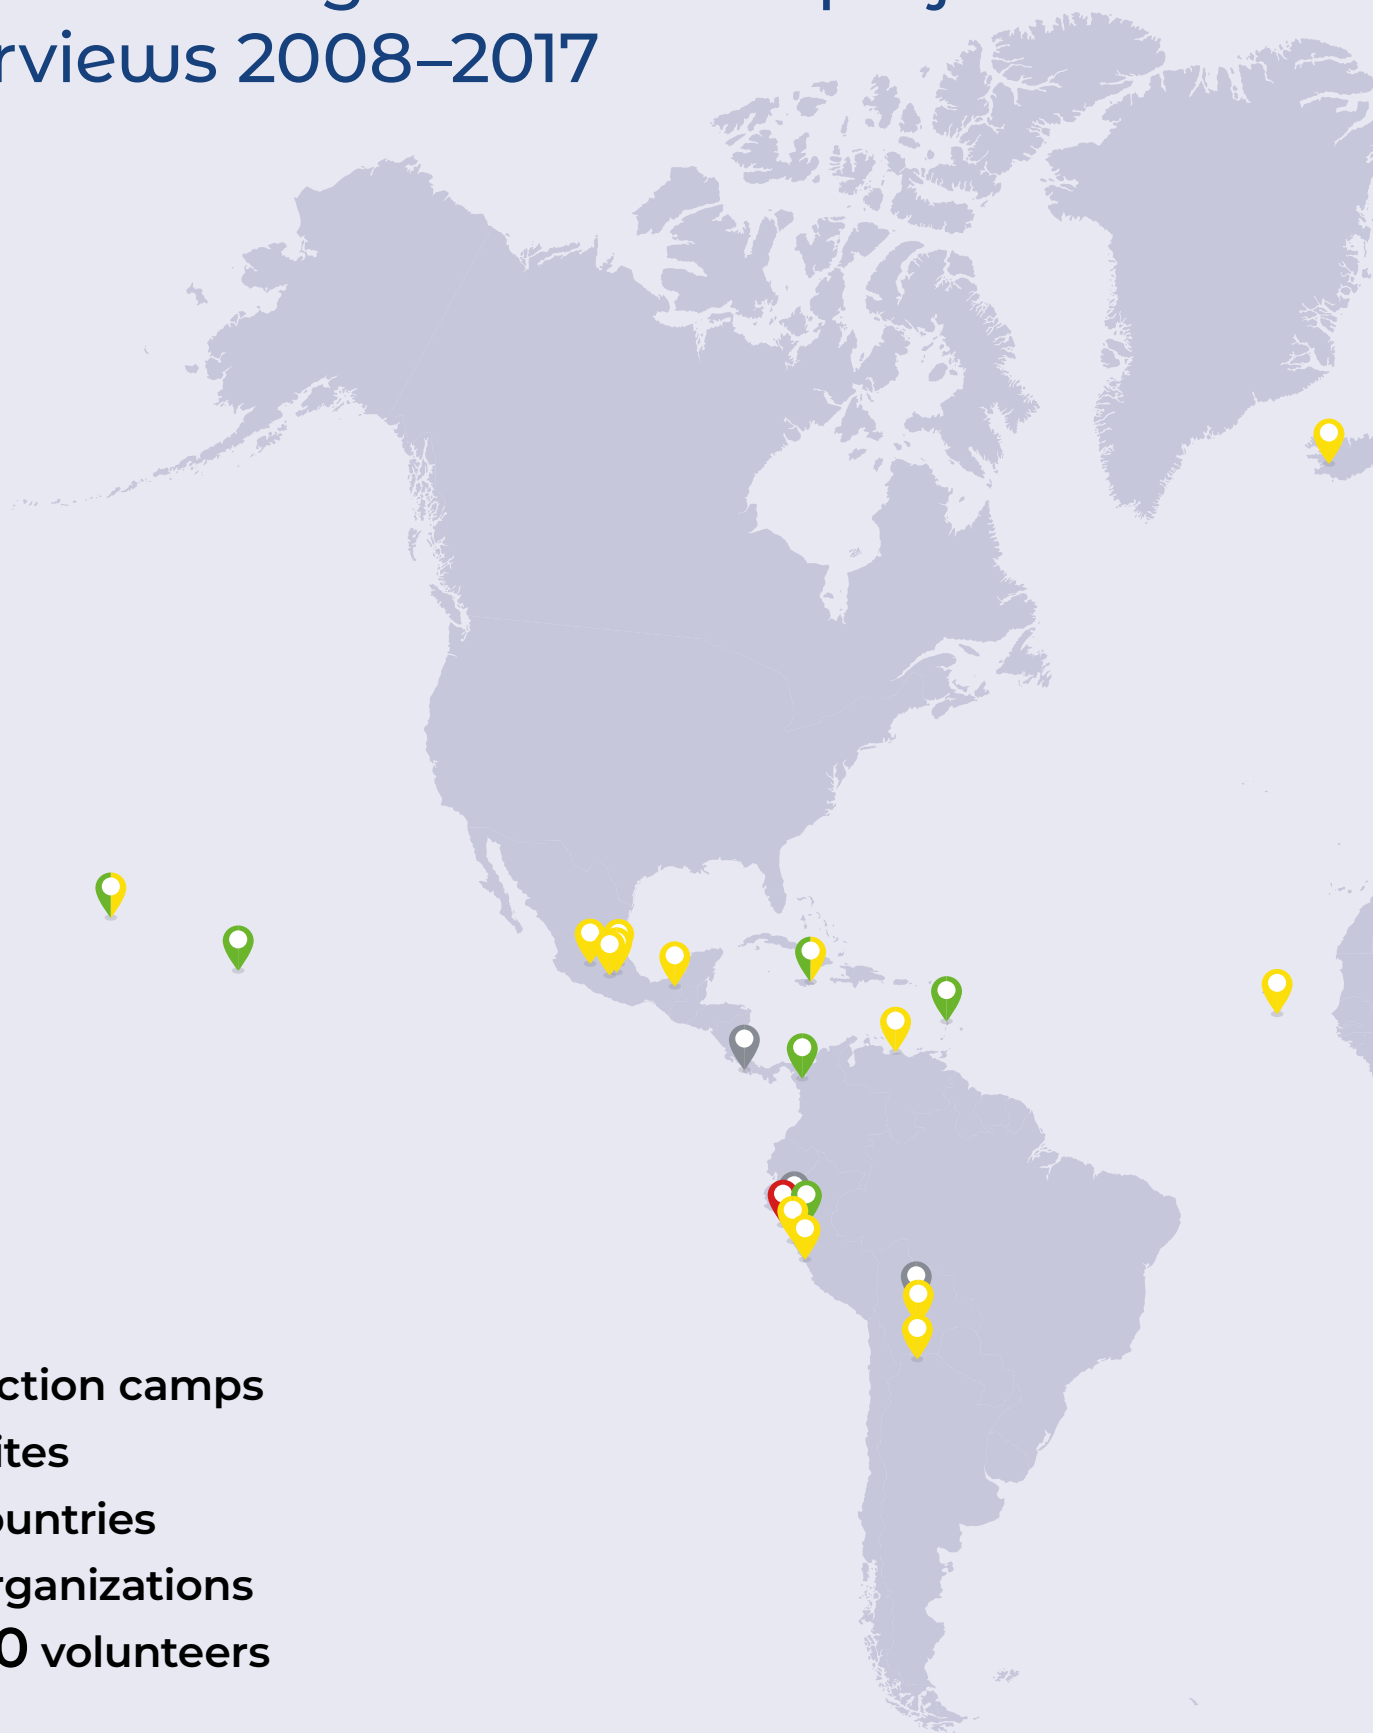 rviews 2008–2017
ction camps
ites
ountries
rganizations
0 volunteers